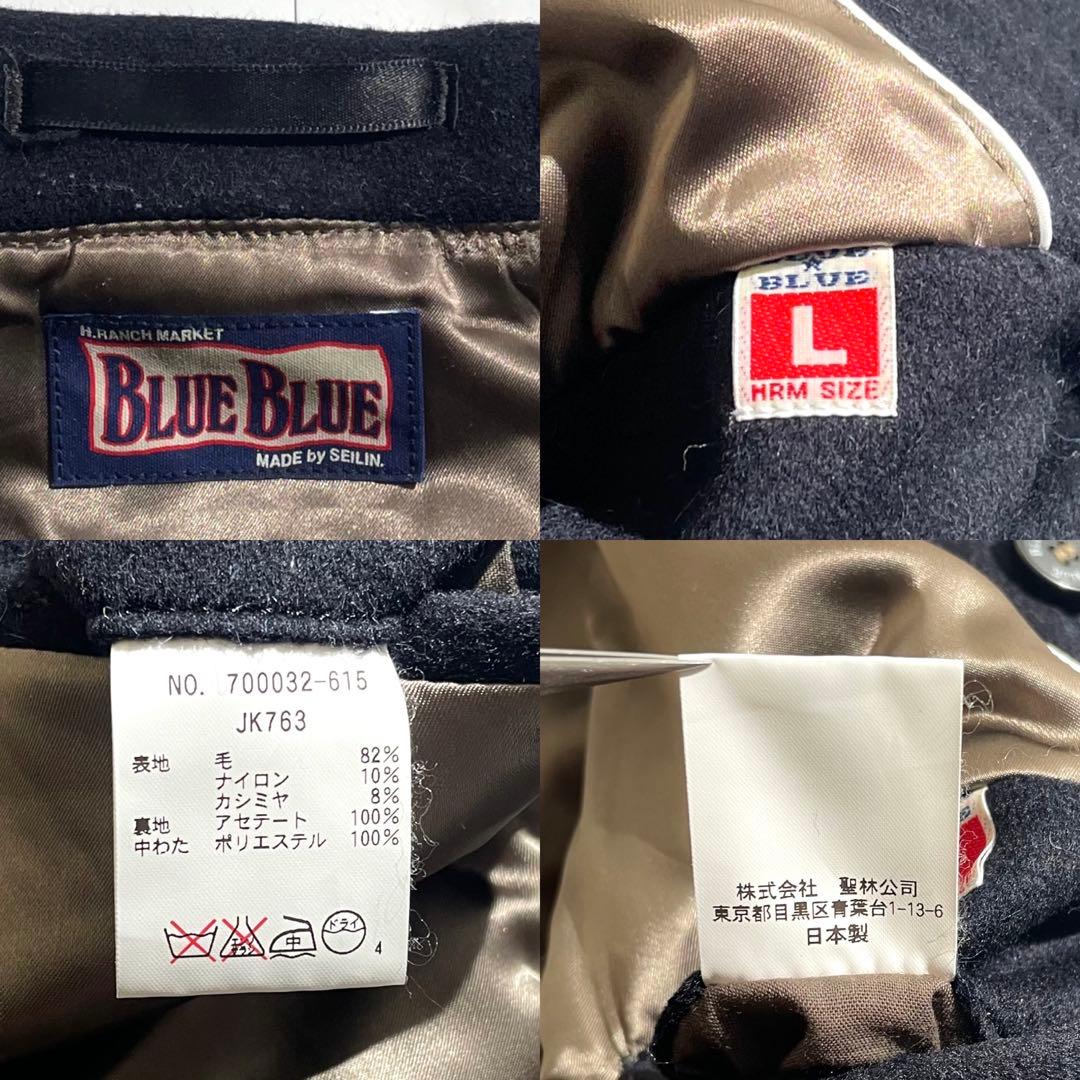 H.RANCH MARKET
BLUE BLUE
MADE by SEILIN.
BLUE
L
HRM SIZE
NO. 700032-615
JK763
表地 毛 82%
ナイロン 10%
カシミヤ 8%
裏地 アセテート 100%
中わた ポリエステル 100%
中
ドライ
4
株式会社 聖林公司
東京都目黒区青葉台1-13-6
日本製